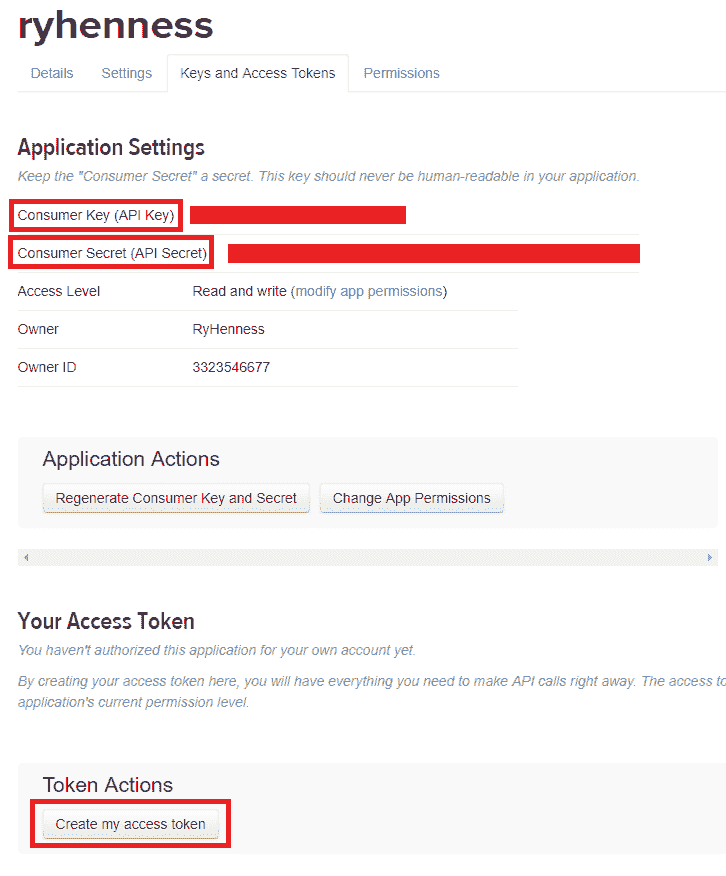 ryhenness
Details Settings Keys and Access Tokens Permissions
Application Settings
Keep the "Consumer Secret" a secret. This key should never be human-readable in your application.
Consumer Key (API Key)
Consumer Secret (API Secret)
Access Level Read and write (modify app permissions)
Owner RyHenness
Owner ID 3323546677
Application Actions
Regenerate Consumer Key and Secret Change App Permissions
Your Access Token
You haven't authorized this application for your own account yet.
By creating your access token here, you will have everything you need to make API calls right away. The access to
application's current permission level.
Token Actions
Create my access token